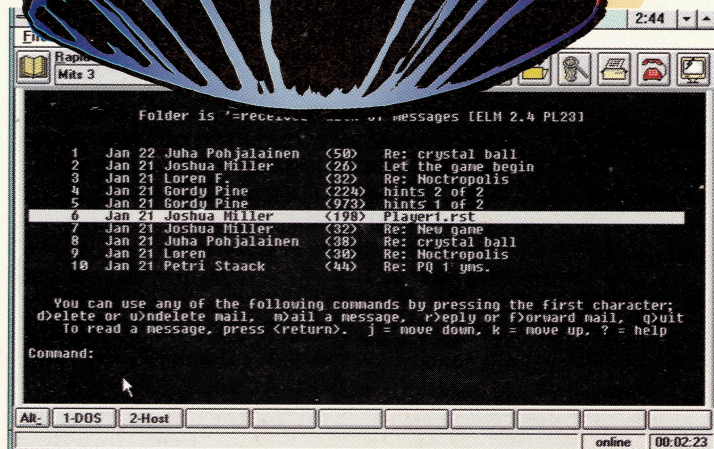 2:44
Mits 3
Folder is '=received' with 61 messages [ELM 2.4 PL23]
1 Jan 22 Juha Pohjalainen (50) Re: crystal ball
2 Jan 21 Joshua Miller (26) Let the game begin
3 Jan 21 Loren F. (32) Re: Noctropolis
4 Jan 21 Gordy Pine (224) hints 2 of 2
5 Jan 21 Gordy Pine (973) hints 1 of 2
6 Jan 21 Joshua Miller (198) Player1.rst
7 Jan 21 Joshua Miller (32) Re: New game
8 Jan 21 Juha Pohjalainen (38) Re: crystal ball
9 Jan 21 Loren (30) Re: Noctropolis
10 Jan 21 Petri Staack (44) Re: PQ 1 yms.
You can use any of the following commands by pressing the first character;
d)elete or u)ndelete mail, m)ail a message, r)eply or f)orward mail, q)uit
To read a message, press <return>. j = move down, k = move up, ? = help
Command:
Alt- 1-DOS 2-Host
online 00:02:23